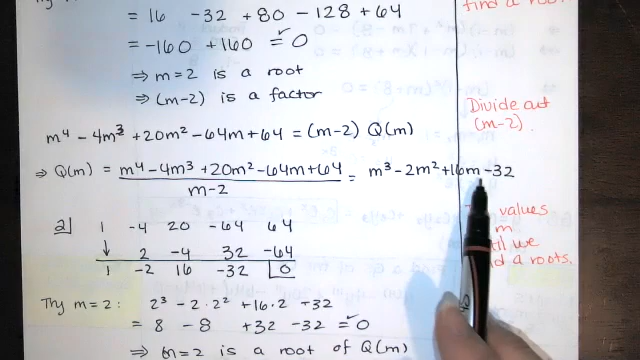 find a root
= 16 -32 +80 -128 +64
= -160 +160 = 0 ✓
⇒ m=2 is a root
⇒ (m-2) is a factor
Divide out
(m-2).
m⁴ -4m³ +20m² -64m +64 = (m-2) Q(m)
⇒ Q(m) = m⁴ -4m³ +20m² -64m +64 = m³ -2m² +16m -32
m-2
values
m
until we
a roots.
2| 1 -4 20 -64 64
↓ 2 -4 32 -64
1 -2 16 -32 |0
Try m=2: 2³ -2·2² +16·2 -32
= 8 -8 +32 -32 = 0 ✓
⇒ m=2 is a root of Q(m)